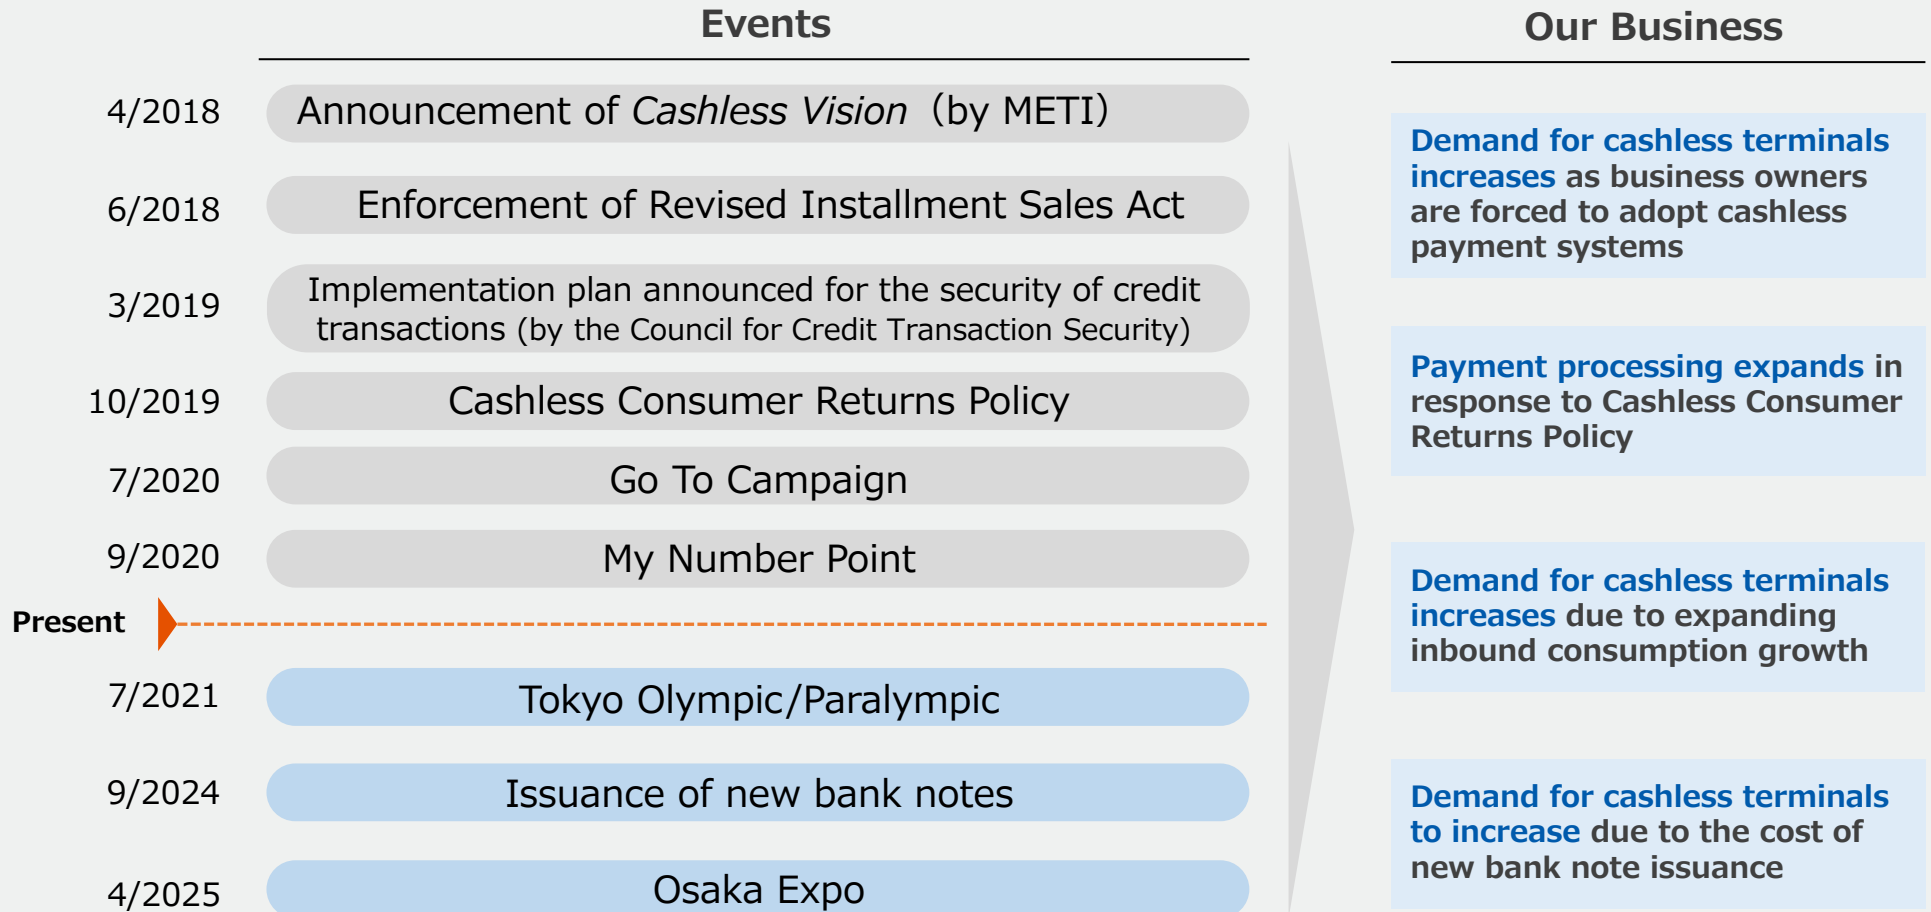 Events
4/2018
Announcement of Cashless Vision（by METI）
6/2018
Enforcement of Revised Installment Sales Act
3/2019
Implementation plan announced for the security of credit
transactions (by the Council for Credit Transaction Security)
10/2019
Cashless Consumer Returns Policy
7/2020
Go To Campaign
9/2020
My Number Point
Present
7/2021
Tokyo Olympic/Paralympic
9/2024
Issuance of new bank notes
4/2025
Osaka Expo
Our Business
Demand for cashless terminals
increases as business owners
are forced to adopt cashless
payment systems
Payment processing expands in
response to Cashless Consumer
Returns Policy
Demand for cashless terminals
increases due to expanding
inbound consumption growth
Demand for cashless terminals
to increase due to the cost of
new bank note issuance